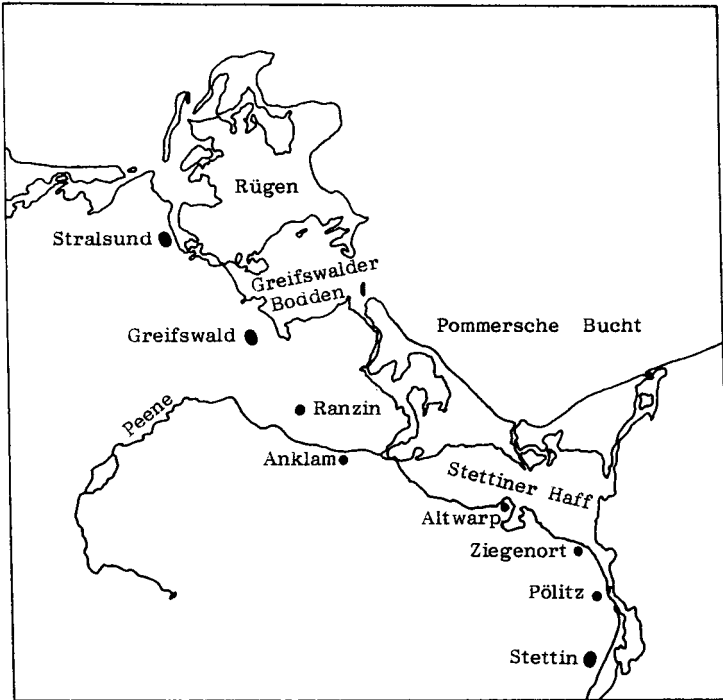 Rügen
Stralsund
Greifswalder
Bodden
Greifswald
Pommersche Bucht
Peene
Ranzin
Anklam
Stettiner Haff
Altwarp
Ziegenort
Pölitz
Stettin